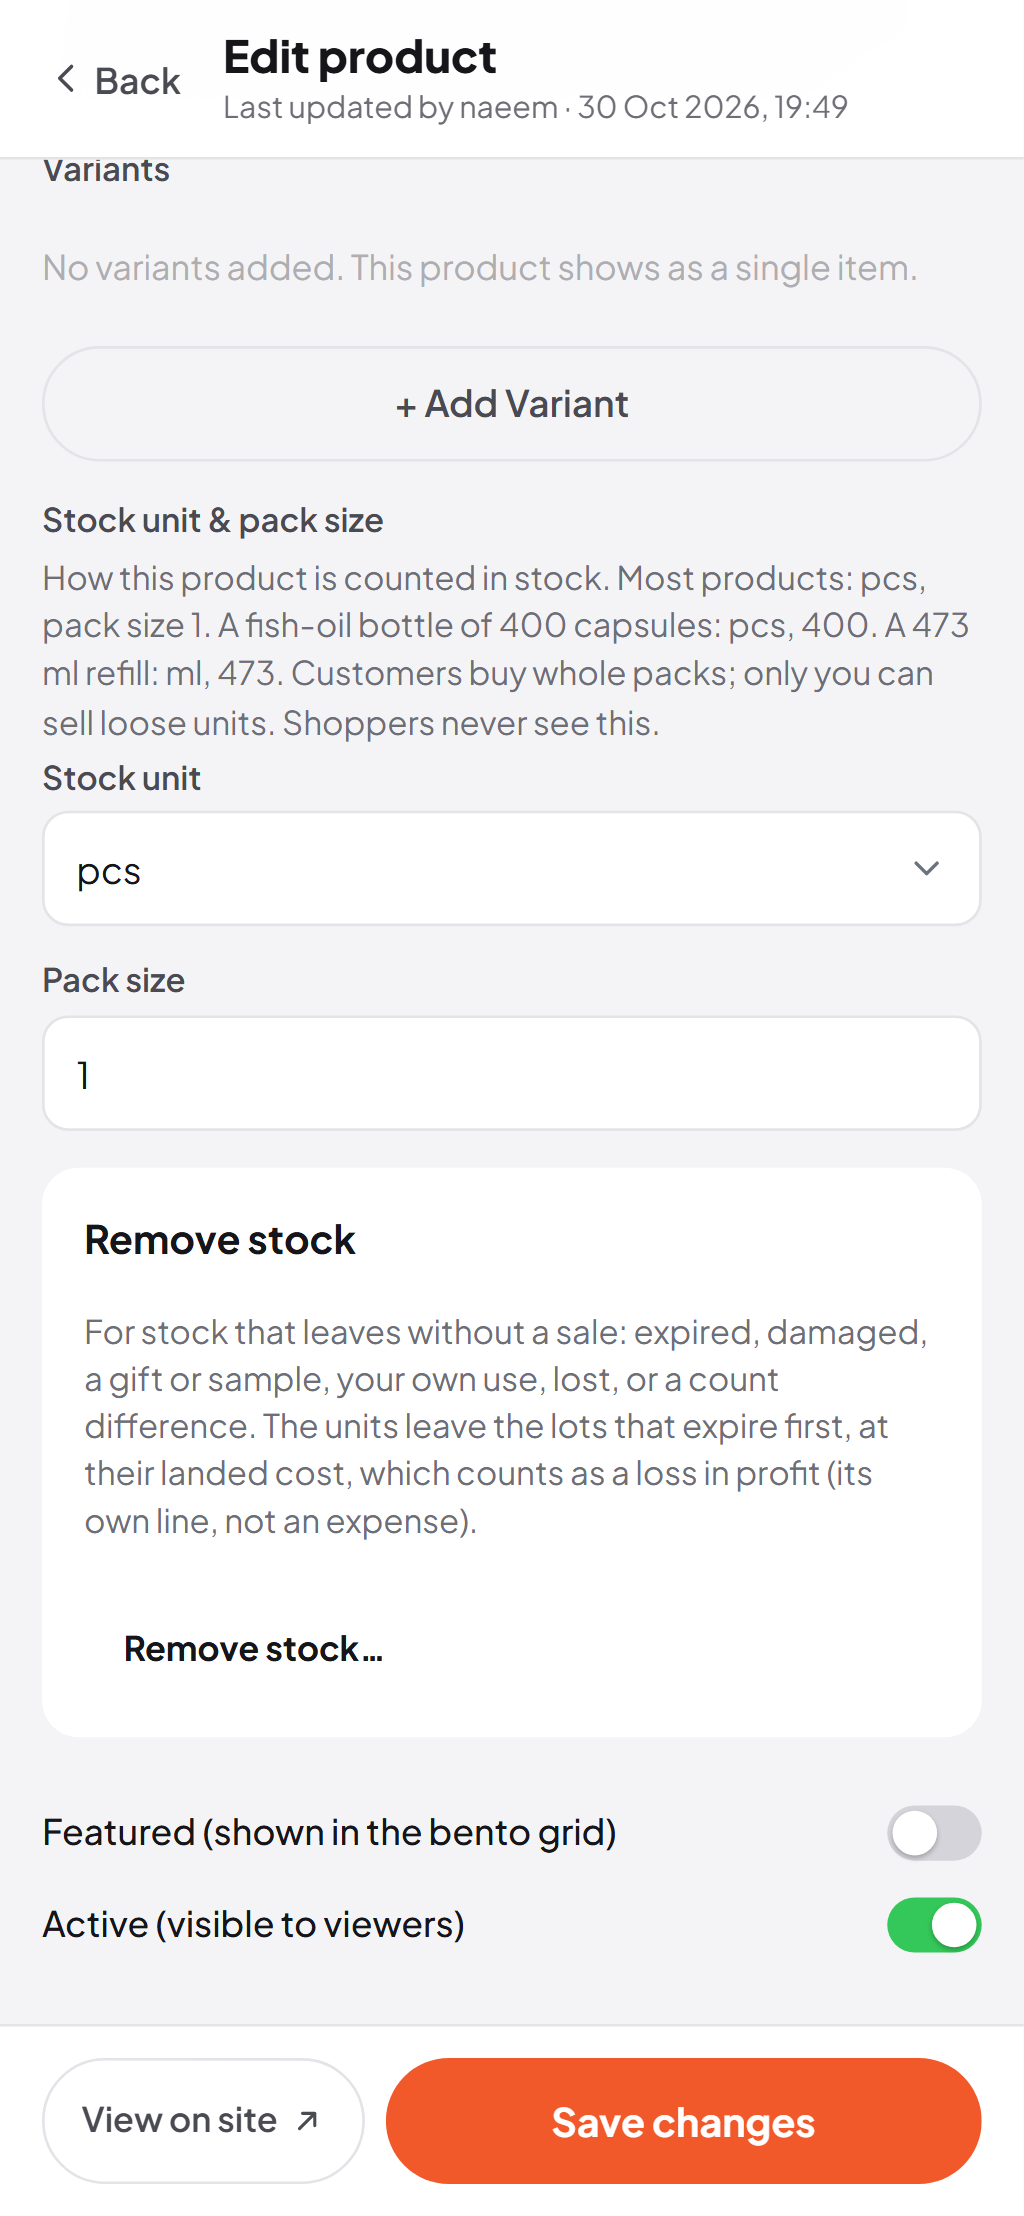 Back
Edit product
Last updated by naeem · 30 Oct 2026, 19:49
Variants
No variants added. This product shows as a single item.
+ Add Variant
Stock unit & pack size
How this product is counted in stock. Most products: pcs,
pack size 1. A fish-oil bottle of 400 capsules: pcs, 400. A 473
ml refill: ml, 473. Customers buy whole packs; only you can
sell loose units. Shoppers never see this.
Stock unit
pcs
Pack size
1
Remove stock
For stock that leaves without a sale: expired, damaged,
a gift or sample, your own use, lost, or a count
difference. The units leave the lots that expire first, at
their landed cost, which counts as a loss in profit (its
own line, not an expense).
Remove stock…
Featured (shown in the bento grid)
Active (visible to viewers)
View on site ↗
Save changes